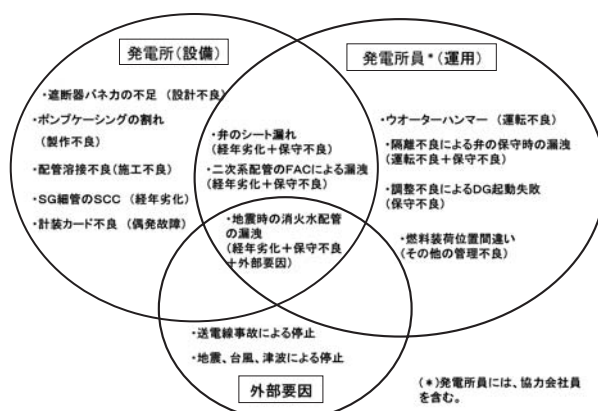 発電所(設備)
・遮断器バネカの不足 (設計不良)
・ポンプケーシングの割れ
(製作不良)
・配管溶接不良(施工不良)
・SG細管のSCC (経年劣化)
・計装カード不良 (偶発故障)
・弁のシート漏れ
(経年劣化+保守不良)
・二次系配管のFACによる漏洩
(経年劣化+保守不良)
・地震時の消火水配管
の漏洩
(経年劣化+保守不良
+外部要因)
発電所員*(運用)
・ウオーターハンマー (運転不良)
・隔離不良による弁の保守時の漏洩
(運転不良+保守不良)
・調整不良によるDG起動失敗
(保守不良)
・燃料装荷位置間違い
(その他の管理不良)
・送電線事故による停止
・地震、台風、津波による停止
外部要因
(*)発電所員には、協力会社員
を含む。